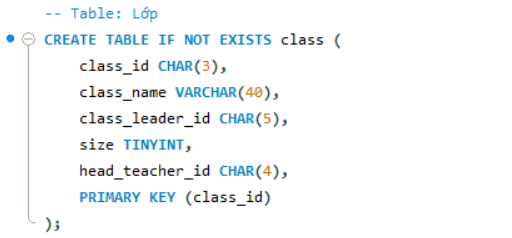 -- Table: Lớp
CREATE TABLE IF NOT EXISTS class (
class_id CHAR(3),
class_name VARCHAR(40),
class_leader_id CHAR(5),
size TINYINT,
head_teacher_id CHAR(4),
PRIMARY KEY (class_id)
);